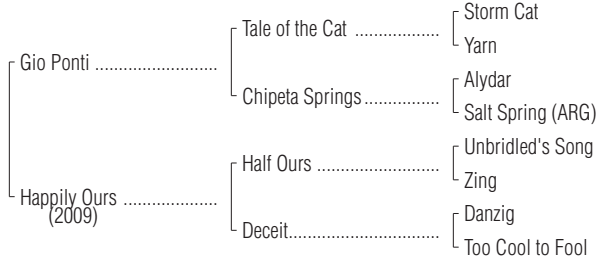 Storm Cat
Tale of the Cat ..................
Yarn
Gio Ponti ..........................
Alydar
Chipeta Springs................
Salt Spring (ARG)
Unbridled's Song
Half Ours ..........................
Zing
Happily Ours ....................
(2009)
Danzig
Deceit................................
Too Cool to Fool